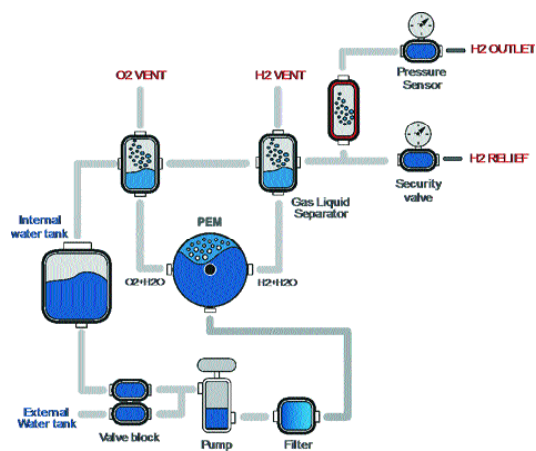 O2 VENT
H2 VENT
H2 OUTLET
Pressure
Sensor
H2 RELIEF
Security
valve
Gas Liquid
Separator
Internal
water tank
PEM
O2+H2O
H2+H2O
External
Water tank
Valve block
Pump
Filter